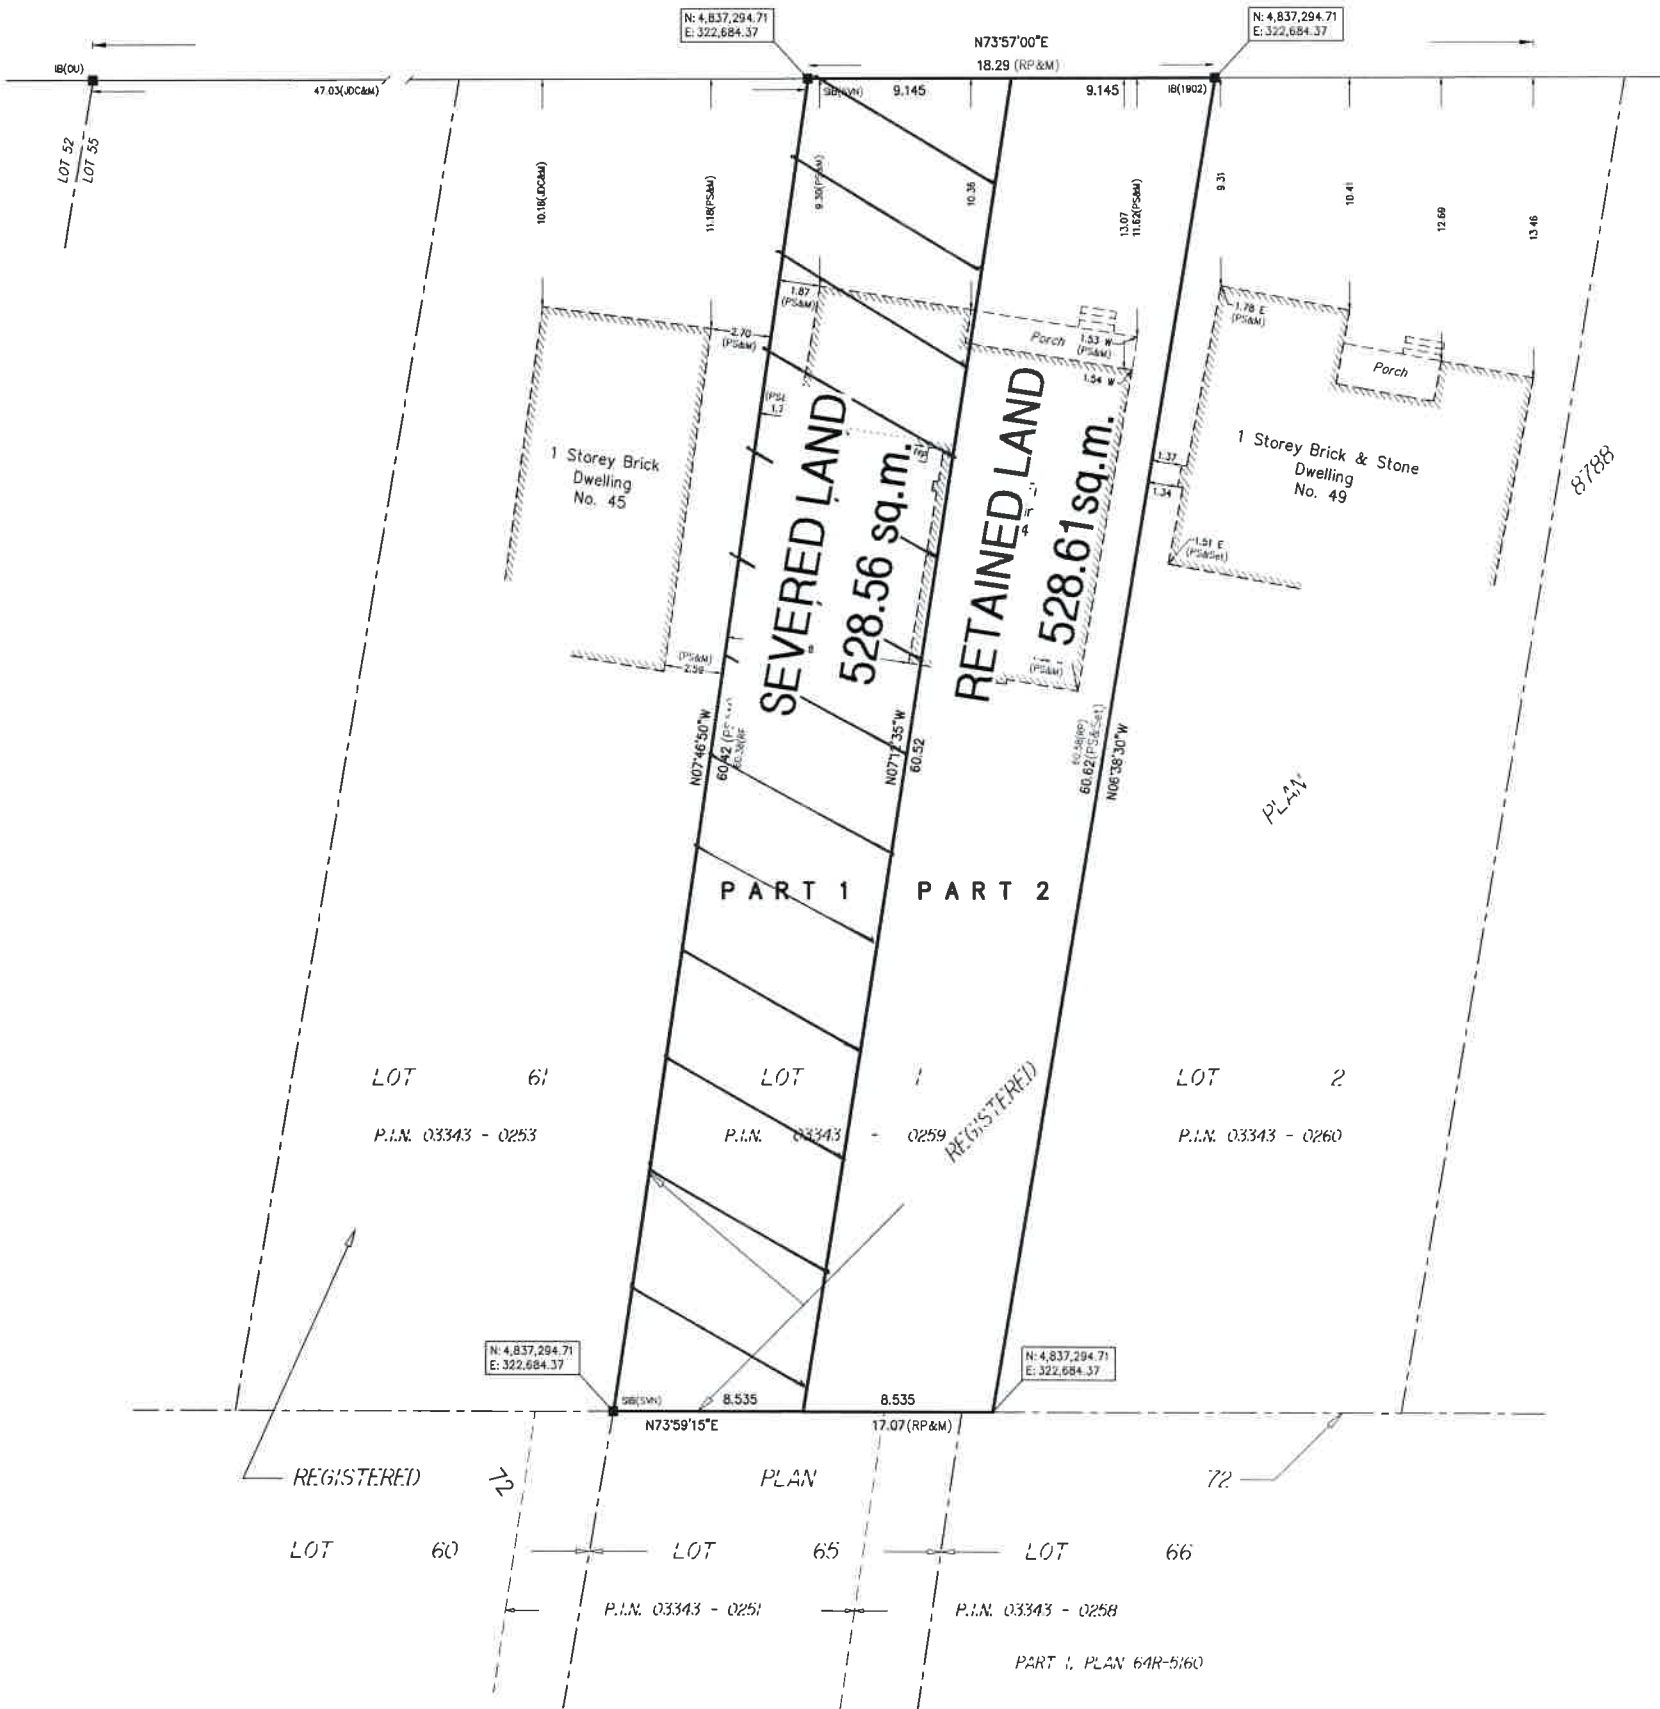 N: 4,837,294.71
E: 322,684.37
N: 4,837,294.71
E: 322,684.37
N73°57'00"E
18.29 (RP&M)
IB(OU)
47.03(JDC&M)
SIB(SVN)
9.145
9.145
IB(1902)
LOT 52
LOT 55
10.16(JDC&M)
11.18(PS&M)
9.30(PS&M)
10.36
13.07
11.62(PS&M)
9.31
10.41
12.69
13.46
1.87
(PS&M)
2.70
(PS&M)
Porch
1.53 W
(PS&M)
1.54 W
1.78 E
(PS&M)
Porch
1 Storey Brick
Dwelling
No. 45
SEVERED LAND
528.56 sq.m.
RETAINED LAND
528.61 sq.m.
1.37
1.34
1 Storey Brick & Stone
Dwelling
No. 49
8788
1.51 E
(PS&Set)
(PS&M)
2.59
(PS&M)
N07°46'50"W
60.42
N07°12'35"W
60.52
60.58(RP)
60.62(PS&Set)
N06°38'30"W
PLAN
PART 1
PART 2
LOT 61
LOT 1
LOT 2
REGISTERED
P.I.N. 03343 - 0253
P.I.N. 03343 - 0259
P.I.N. 03343 - 0260
N: 4,837,294.71
E: 322,684.37
N: 4,837,294.71
E: 322,684.37
SIB(SVN)
8.535
8.535
N73°59'15"E
17.07(RP&M)
REGISTERED
72
PLAN
72
LOT 60
LOT 65
LOT 66
P.I.N. 03343 - 0251
P.I.N. 03343 - 0258
PART 1, PLAN 64R-5160